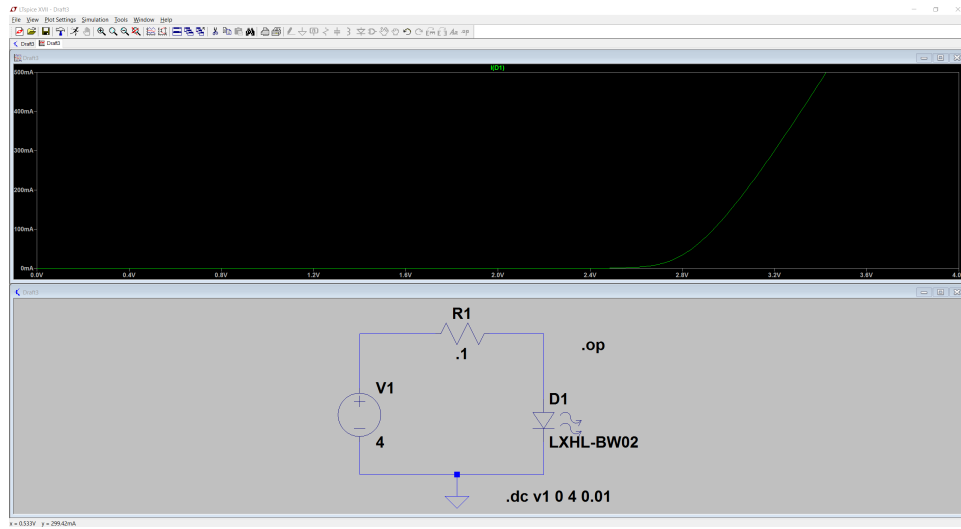 LTspice XVII - Draft3
File View Plot Settings Simulation Tools Window Help
Draft3 Draft3
Draft3
I(D1)
500mA
400mA
300mA
200mA
100mA
0mA
0.0V 0.4V 0.8V 1.2V 1.6V 2.0V 2.4V 2.8V 3.2V 3.6V 4.0
Draft3
R1
.1
.op
V1
4
D1
LXHL-BW02
.dc v1 0 4 0.01
x = 0.533V y = 299.42mA